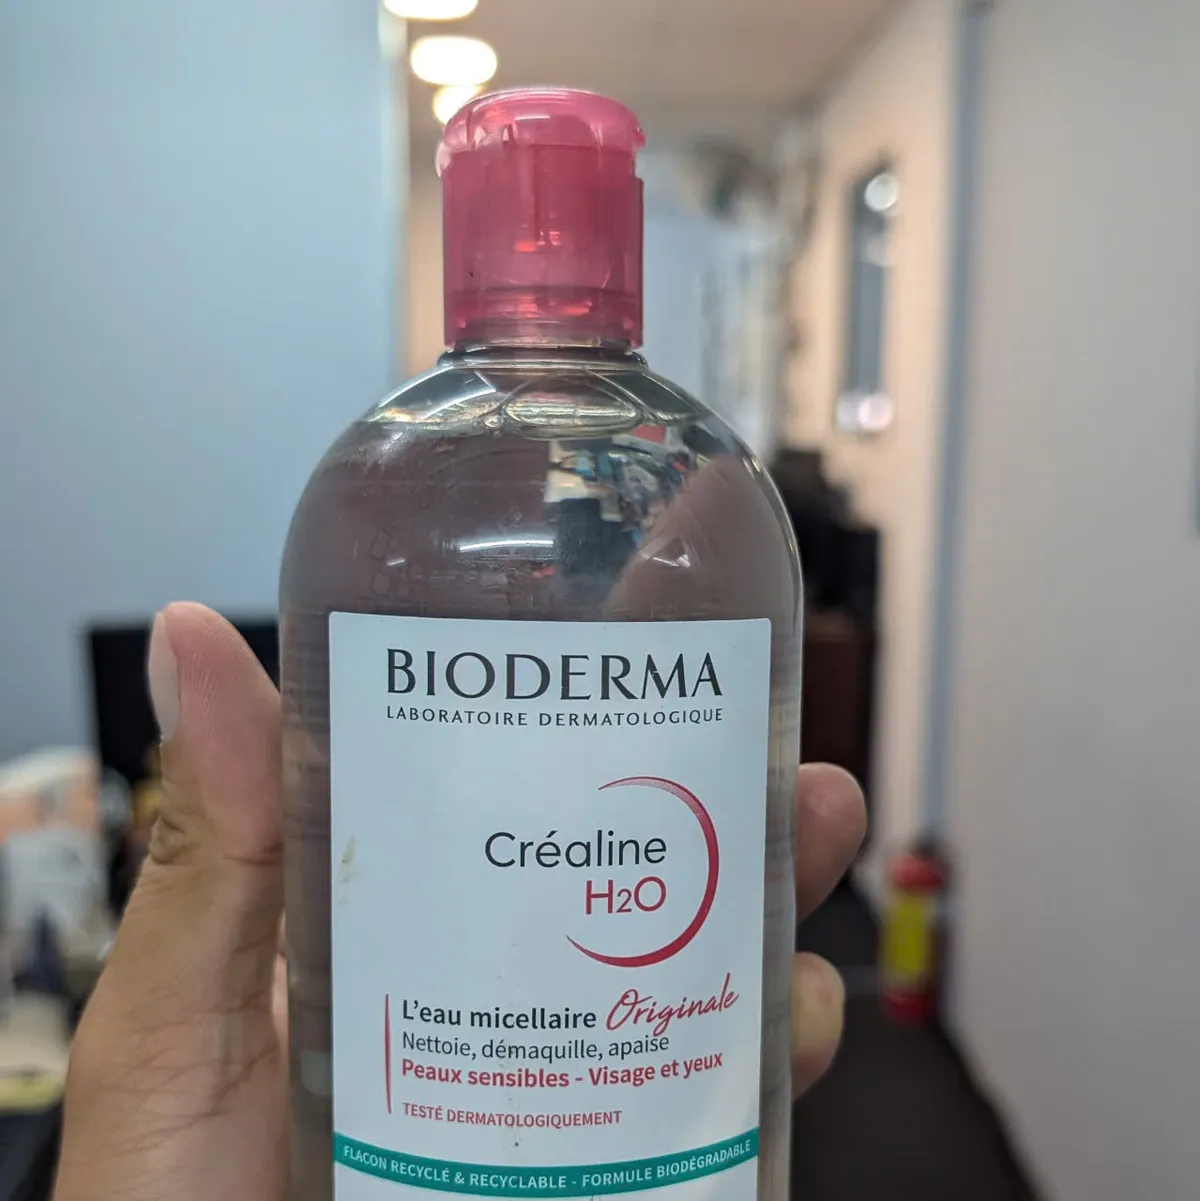 BIODERMA
LABORATOIRE DERMATOLOGIQUE
Créaline
H2O
L'eau micellaire Originale
Nettoie, démaquille, apaise
Peaux sensibles - Visage et yeux
TESTÉ DERMATOLOGIQUEMENT
FLACON RECYCLÉ & RECYCLABLE - FORMULE BIODÉGRADABLE